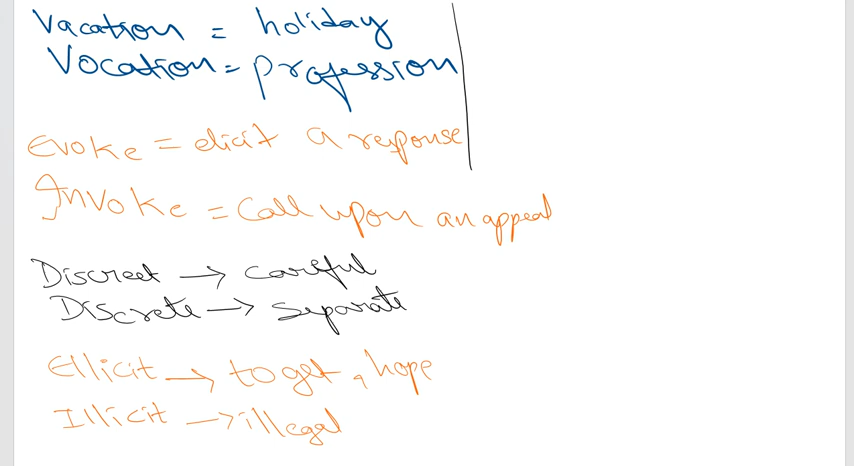 Vacation = holiday
Vocation = profession
Evoke = elicit a response
Invoke = Call upon an appeal
Discreet → Careful
Discrete → Separate
Ellicit → to get, hope
Illicit → illegal